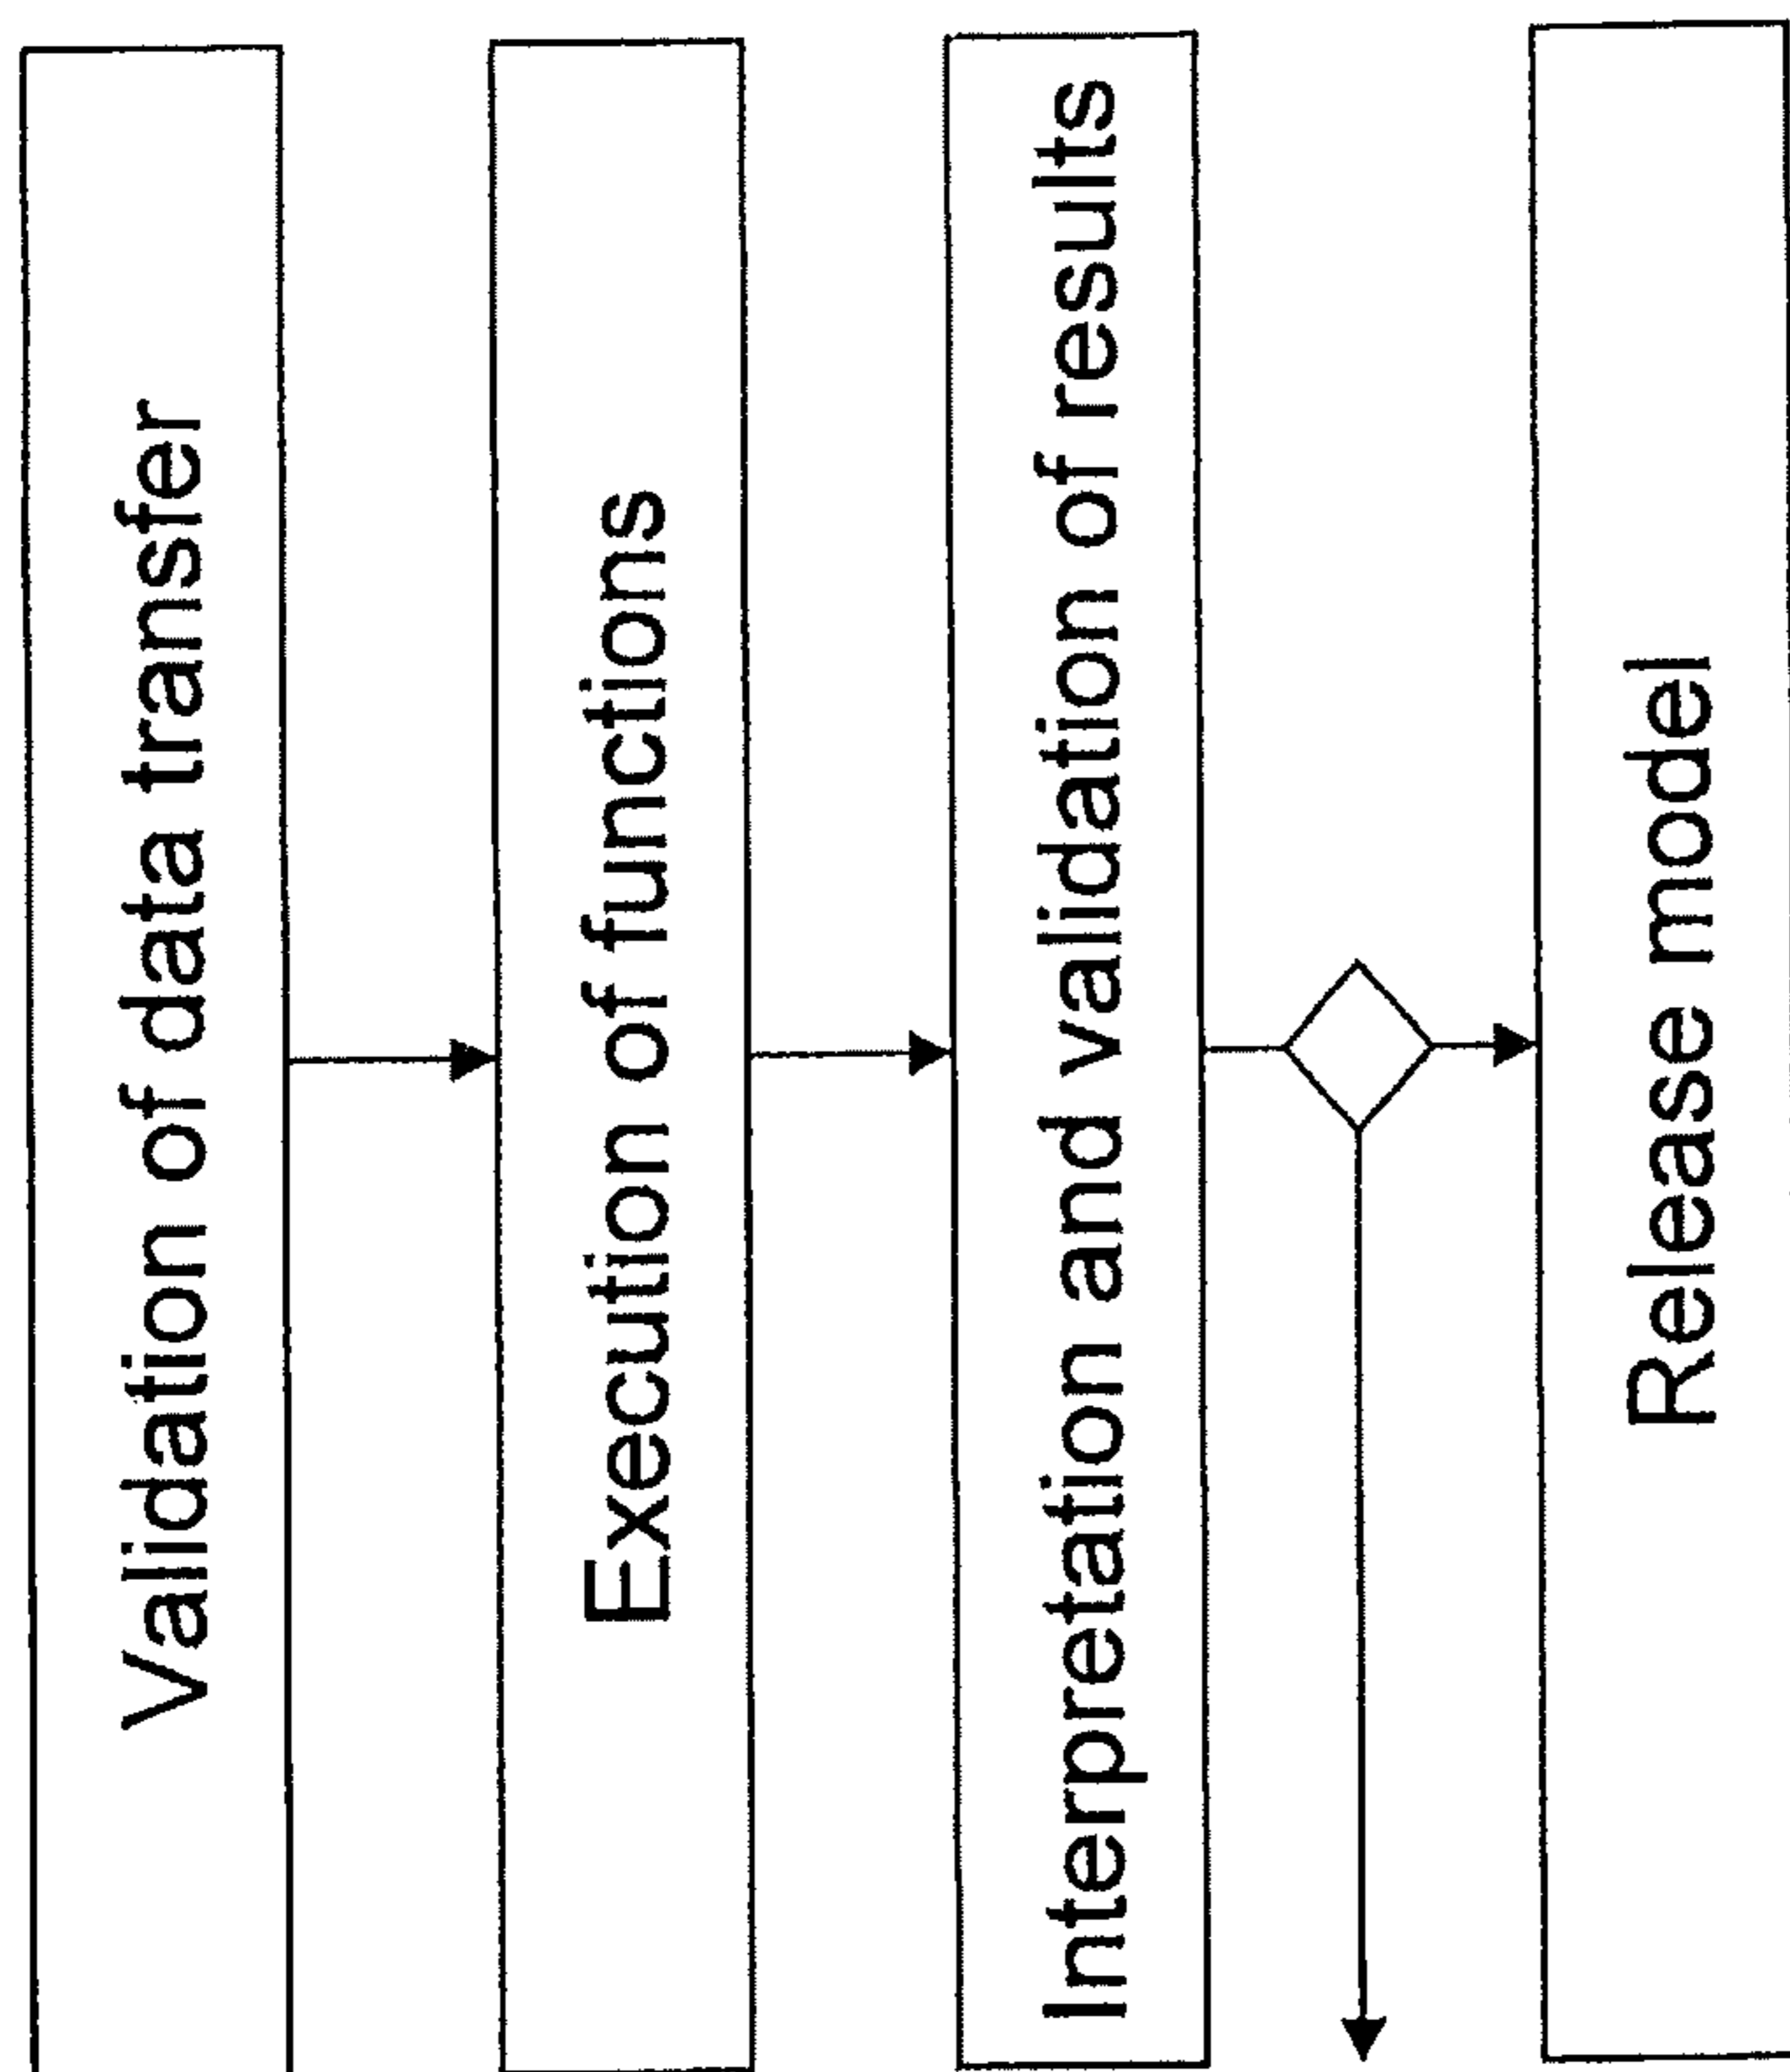 Validation of data transfer
Execution of functions
Interpretation and validation of results
Release model